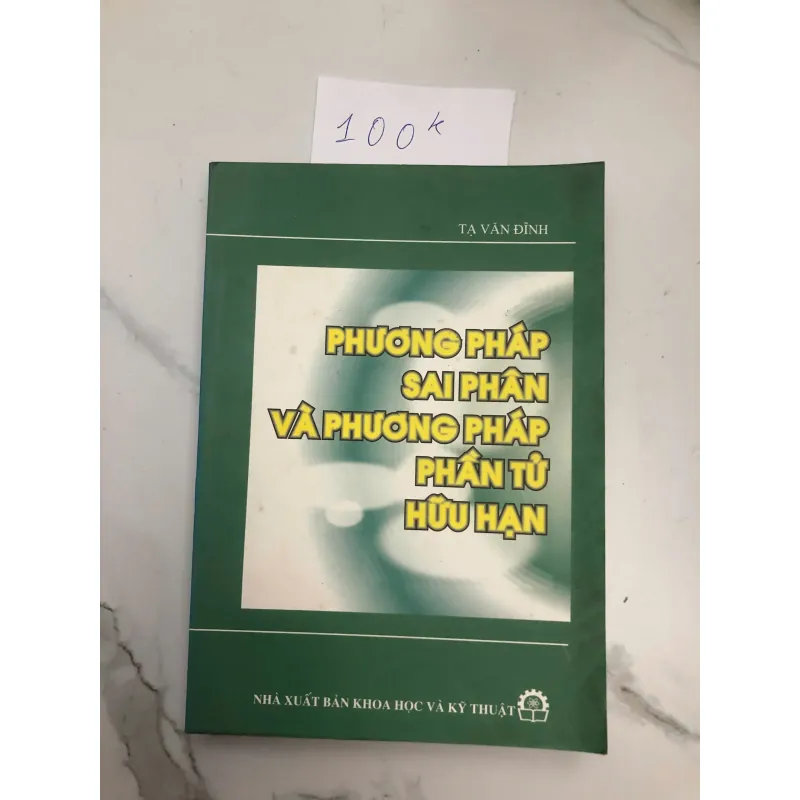 100k
TẠ VĂN ĐĨNH
PHƯƠNG PHÁP
SAI PHÂN
VÀ PHƯƠNG PHÁP
PHẦN TỬ
HỮU HẠN
NHÀ XUẤT BẢN KHOA HỌC VÀ KỸ THUẬT